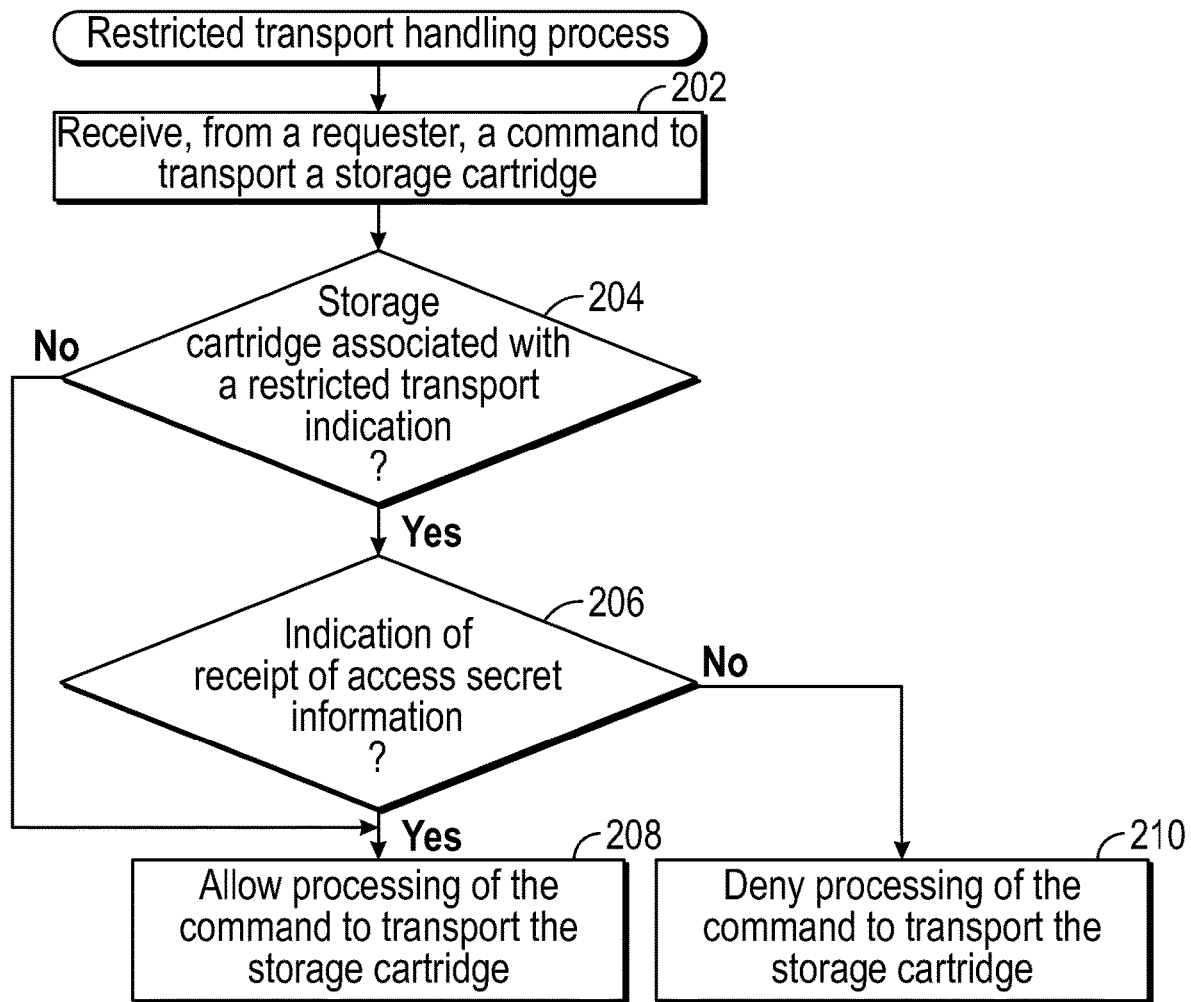 Restricted transport handling process
202
Receive, from a requester, a command to
transport a storage cartridge
204
Storage
cartridge associated with
a restricted transport
indication
?
No
Yes
206
Indication of
receipt of access secret
information
?
No
Yes
208
Allow processing of the
command to transport the
storage cartridge
210
Deny processing of the
command to transport the
storage cartridge